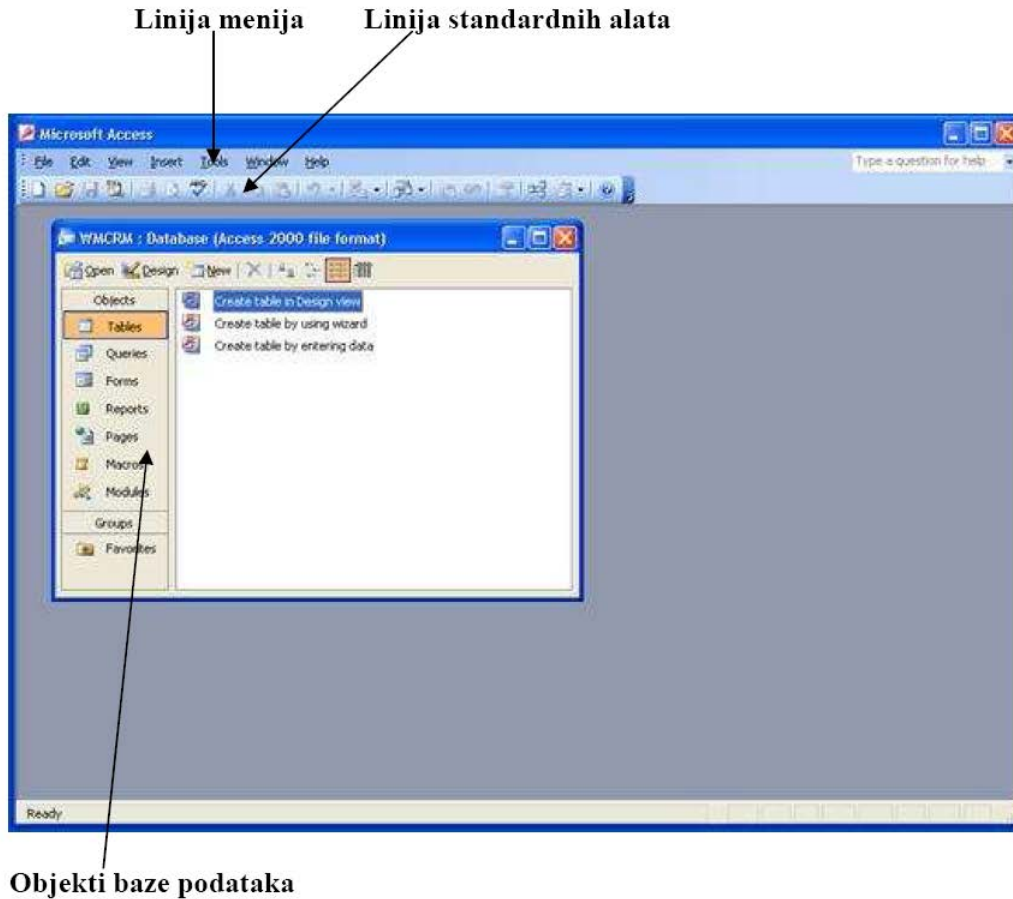 Linija menija Linija standardnih alata
Microsoft Access
File Edit View Insert Tools Window Help Type a question for help
WMCRM : Database (Access 2000 file format)
Open Design New
Objects
Tables
Queries
Forms
Reports
Pages
Macros
Modules
Groups
Favorites
Create table in Design view
Create table by using wizard
Create table by entering data
Ready
Objekti baze podataka